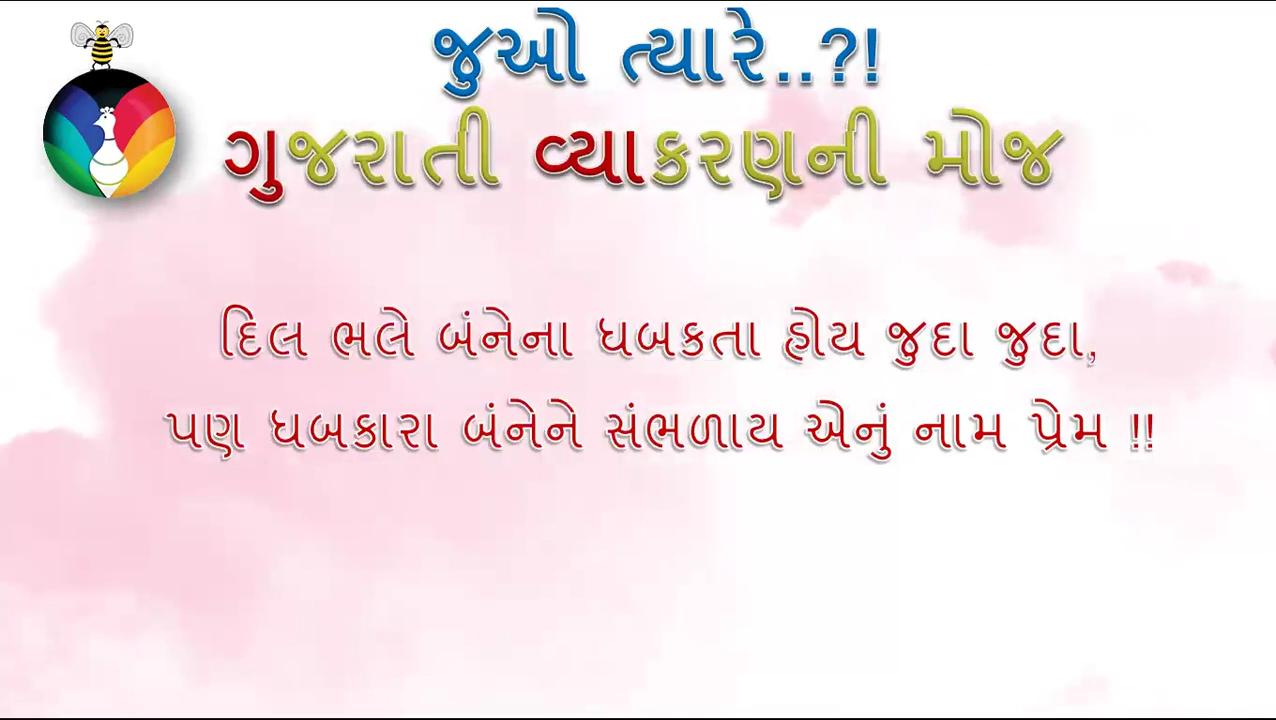 જુઓ ત્યારે..?!
ગુજરાતી વ્યાકરણની મોજ
દિલ ભલે બંનેના ધબકતા હોય જુદા જુદા,
પણ ધબકારા બંનેને સંભળાય એનું નામ પ્રેમ !!